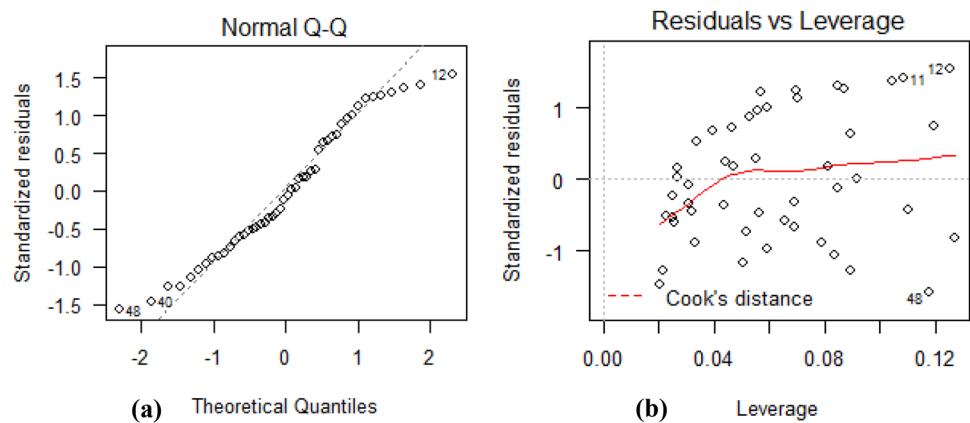 Normal Q-Q
Standardized residuals
1.5
1.0
0.5
0.0
-0.5
-1.0
-1.5
12
40
48
-2
-1
0
1
2
(a)
Theoretical Quantiles
Residuals vs Leverage
Standardized residuals
1
0
-1
12
11
48
Cook's distance
0.00
0.04
0.08
0.12
(b)
Leverage